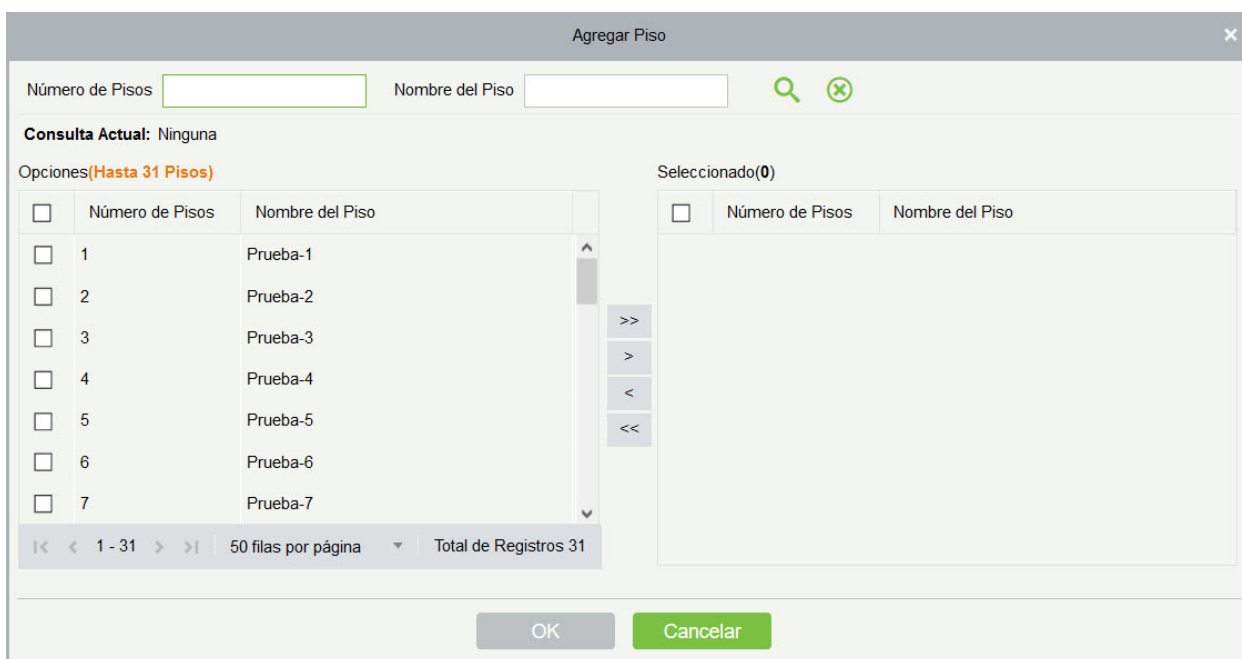 Agregar Piso
Número de Pisos Nombre del Piso
Consulta Actual: Ninguna
Opciones(Hasta 31 Pisos) Seleccionado(0)
Número de Pisos Nombre del Piso Número de Pisos Nombre del Piso
1 Prueba-1
2 Prueba-2
>>
3 Prueba-3
>
4 Prueba-4
<
5 Prueba-5
<<
6 Prueba-6
7 Prueba-7
1 - 31 50 filas por página Total de Registros 31
OK Cancelar